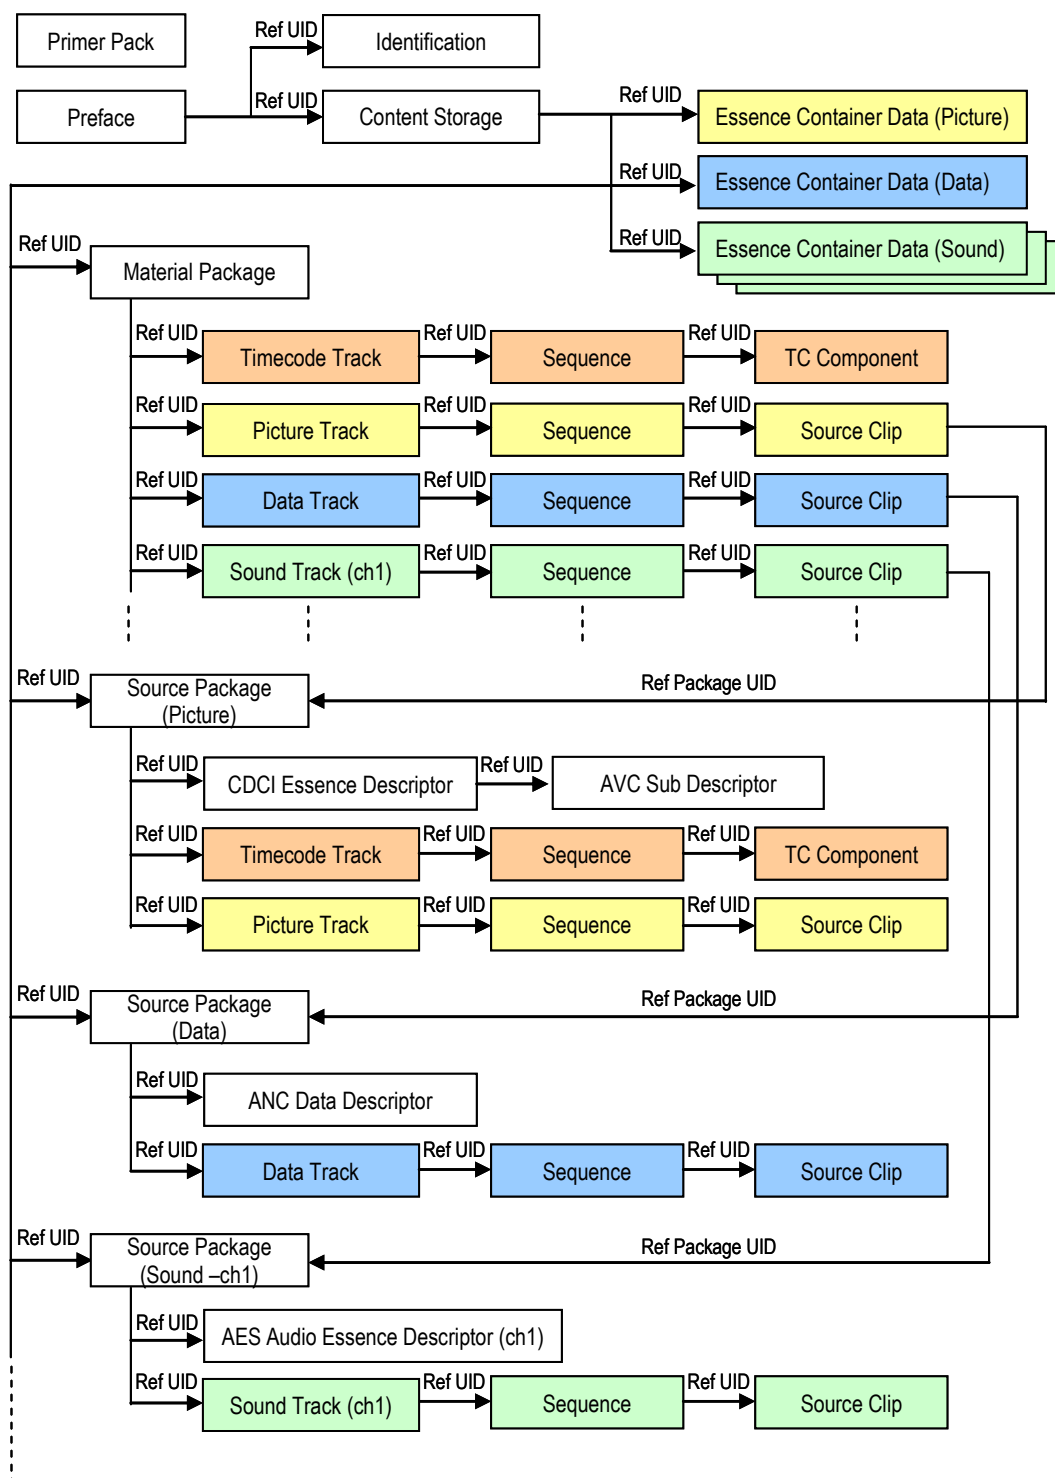 Primer Pack
Ref UID
Identification
Preface
Ref UID
Content Storage
Ref UID
Essence Container Data (Picture)
Ref UID
Essence Container Data (Data)
Ref UID
Essence Container Data (Sound)
Ref UID
Material Package
Ref UID
Timecode Track
Ref UID
Sequence
Ref UID
TC Component
Ref UID
Picture Track
Ref UID
Sequence
Ref UID
Source Clip
Ref UID
Data Track
Ref UID
Sequence
Ref UID
Source Clip
Ref UID
Sound Track (ch1)
Ref UID
Sequence
Ref UID
Source Clip
Ref UID
Source Package
(Picture)
Ref Package UID
Ref UID
CDCI Essence Descriptor
Ref UID
AVC Sub Descriptor
Ref UID
Timecode Track
Ref UID
Sequence
Ref UID
TC Component
Ref UID
Picture Track
Ref UID
Sequence
Ref UID
Source Clip
Ref UID
Source Package
(Data)
Ref Package UID
Ref UID
ANC Data Descriptor
Ref UID
Data Track
Ref UID
Sequence
Ref UID
Source Clip
Ref UID
Source Package
(Sound –ch1)
Ref Package UID
Ref UID
AES Audio Essence Descriptor (ch1)
Ref UID
Sound Track (ch1)
Ref UID
Sequence
Ref UID
Source Clip